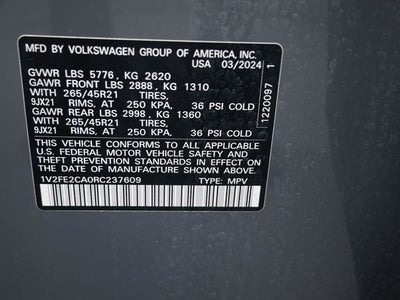 MFD BY VOLKSWAGEN GROUP OF AMERICA, INC.
USA 03/2024
GVWR LBS 5776, KG 2620
GAWR FRONT LBS 2888, KG 1310
WITH 265/45R21 TIRES,
9JX21 RIMS, AT 250 KPA, 36 PSI COLD
GAWR REAR LBS 2998, KG 1360
WITH 265/45R21 TIRES,
9JX21 RIMS, AT 250 KPA, 36 PSI COLD
THIS VEHICLE CONFORMS TO ALL APPLICABLE
U.S. FEDERAL MOTOR VEHICLE SAFETY AND
THEFT PREVENTION STANDARDS IN EFFECT ON THE
DATE OF MANUFACTURE SHOWN ABOVE.
1V2FE2CA0RC237609 TYPE: MPV
1220097 1